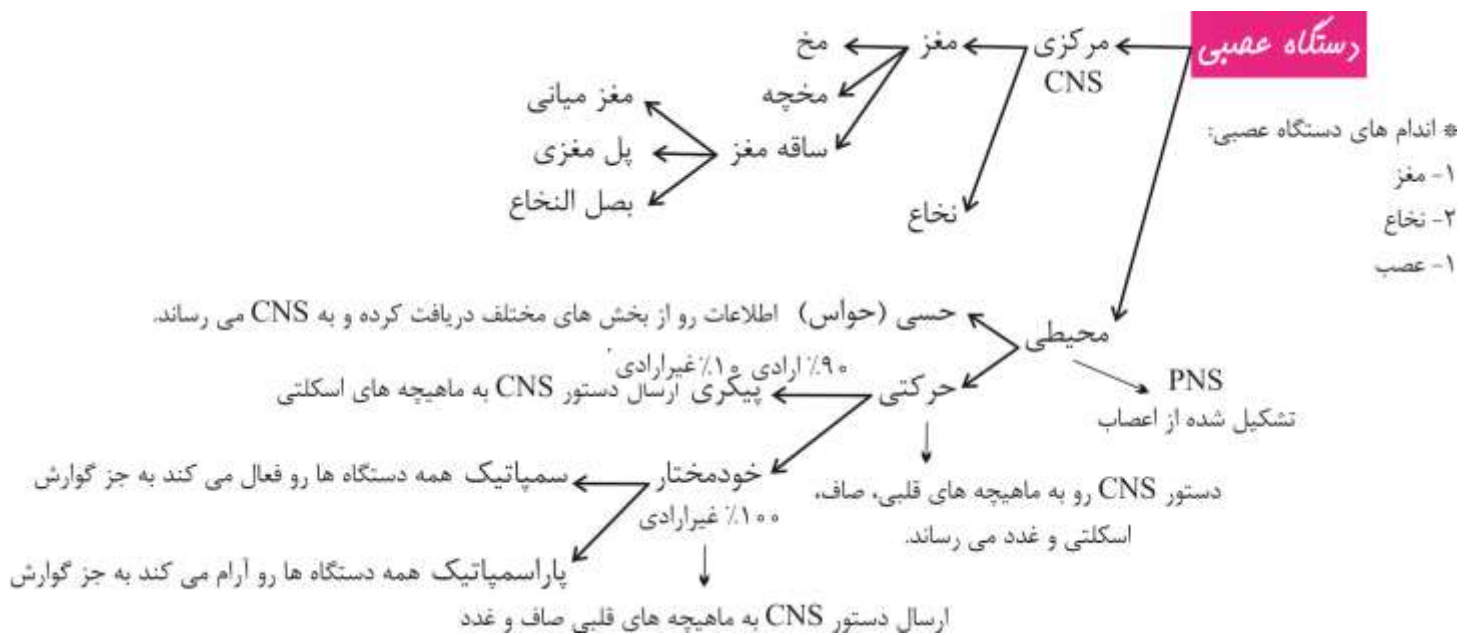 دستگاه عصبی
مرکزی
CNS
مغز
مخ
مخچه
ساقه مغز
مغز میانی
پل مغزی
بصل النخاع
نخاع
* اندام های دستگاه عصبی:
۱- مغز
۲- نخاع
۱- عصب
محیطی
PNS
تشکیل شده از اعصاب
حسی (حواس) اطلاعات رو از بخش های مختلف دریافت کرده و به CNS می رساند.
حرکتی
دستور CNS رو به ماهیچه های قلبی، صاف،
اسکلتی و غدد می رساند.
۹۰٪ ارادی ۱۰٪ غیرارادی
پیکری ارسال دستور CNS به ماهیچه های اسکلتی
خودمختار
۱۰۰٪ غیرارادی
ارسال دستور CNS به ماهیچه های قلبی صاف و غدد
سمپاتیک همه دستگاه ها رو فعال می کند به جز گوارش
پاراسمپاتیک همه دستگاه ها رو آرام می کند به جز گوارش